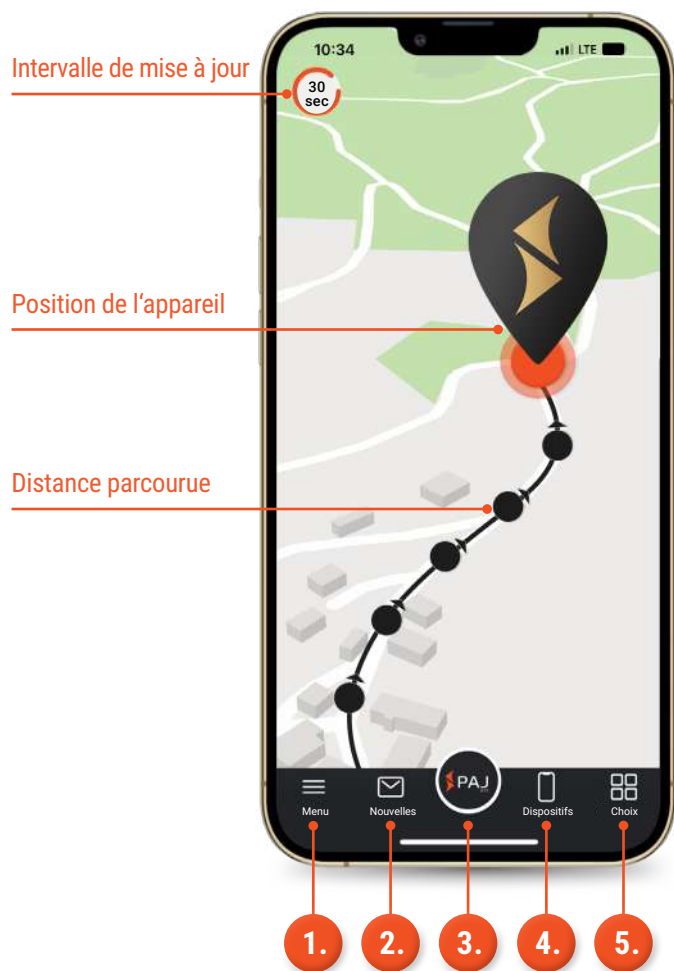 10:34
LTE
Intervalle de mise à jour
30
sec
Position de l‘appareil
Distance parcourue
PAJ
Menu
Nouvelles
Dispositifs
Choix
1.
2.
3.
4.
5.